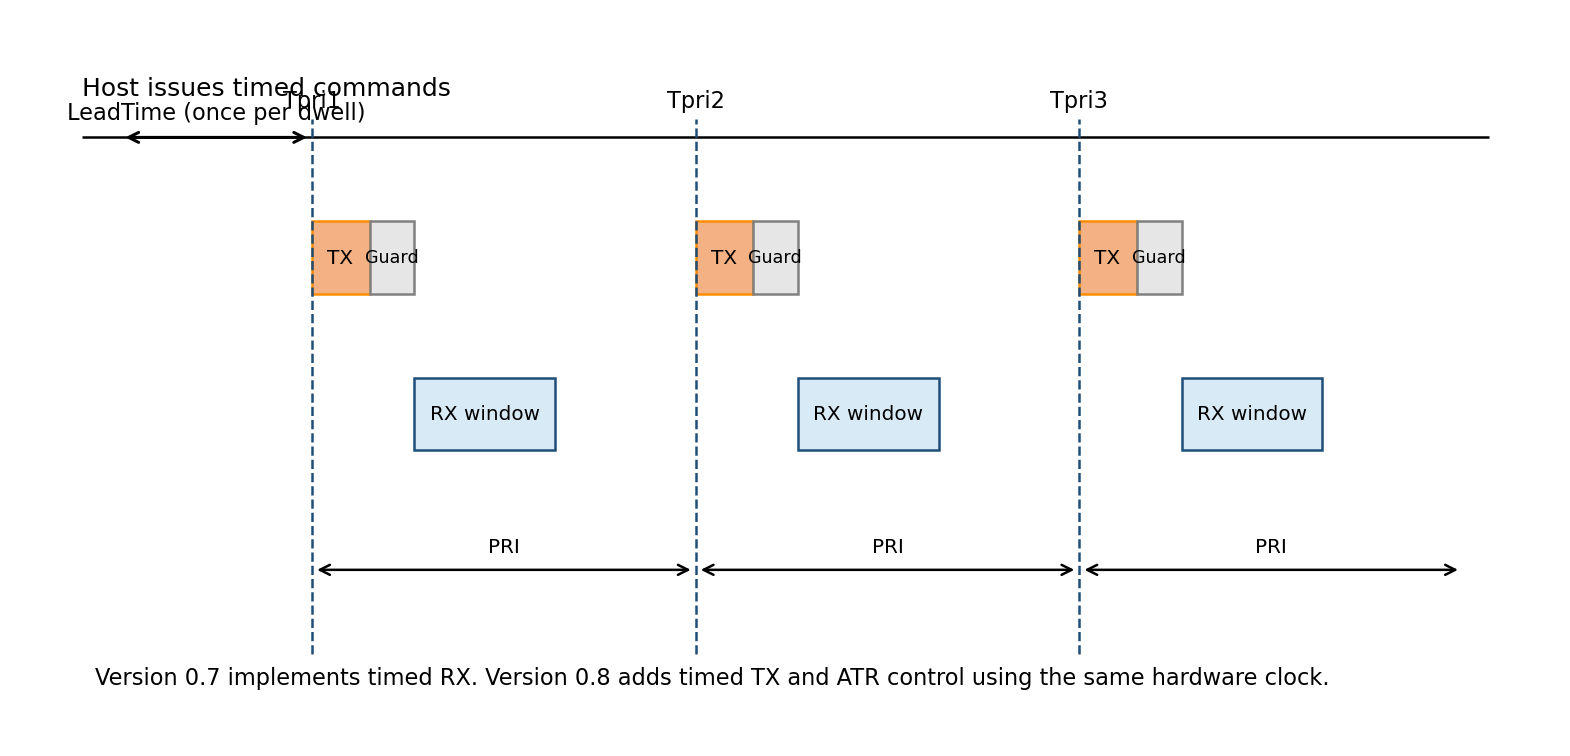 Host issues timed commands
Tpri1
Tpri2
Tpri3
LeadTime (once per dwell)
TX
Guard
TX
Guard
TX
Guard
RX window
RX window
RX window
PRI
PRI
PRI
Version 0.7 implements timed RX. Version 0.8 adds timed TX and ATR control using the same hardware clock.